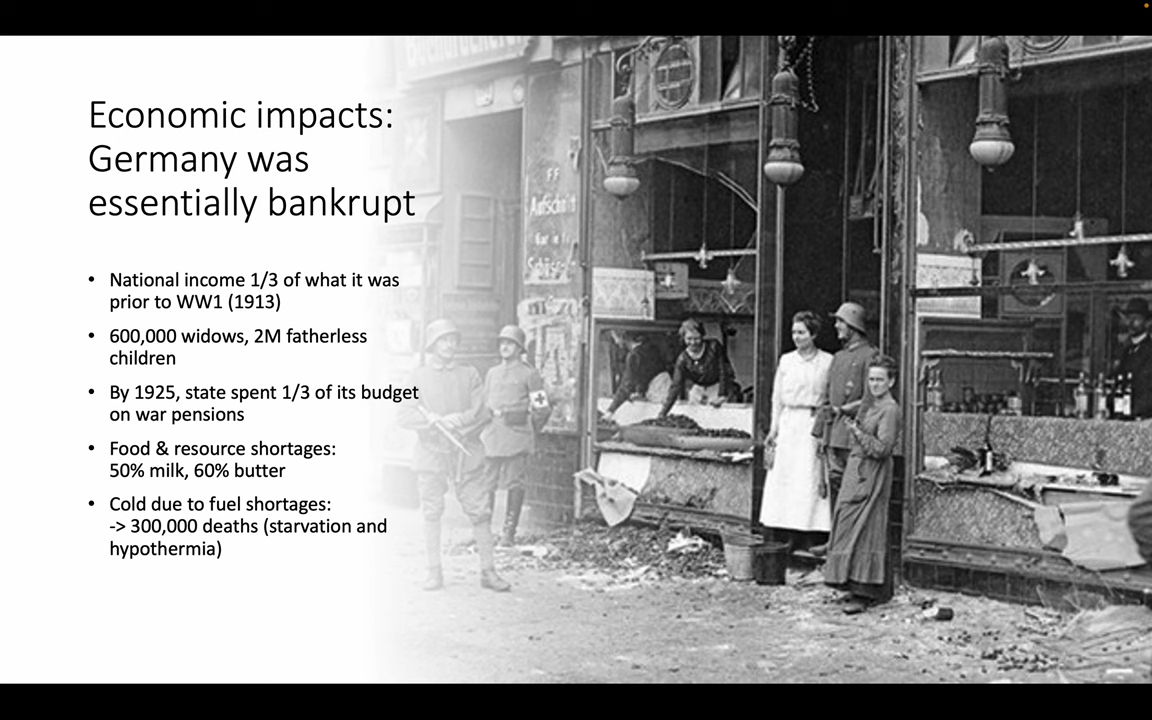 Economic impacts:
Germany was
essentially bankrupt
• National income 1/3 of what it was
prior to WW1 (1913)
• 600,000 widows, 2M fatherless
children
• By 1925, state spent 1/3 of its budget
on war pensions
• Food & resource shortages:
50% milk, 60% butter
• Cold due to fuel shortages:
-> 300,000 deaths (starvation and
hypothermia)
Aufschnitt